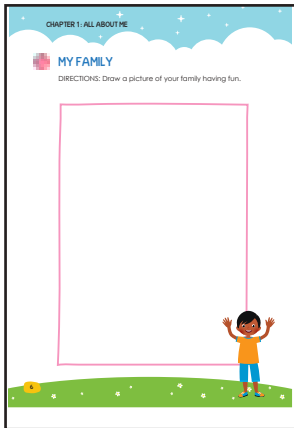 CHAPTER 1: ALL ABOUT ME
MY FAMILY
DIRECTIONS: Draw a picture of your family having fun.
6